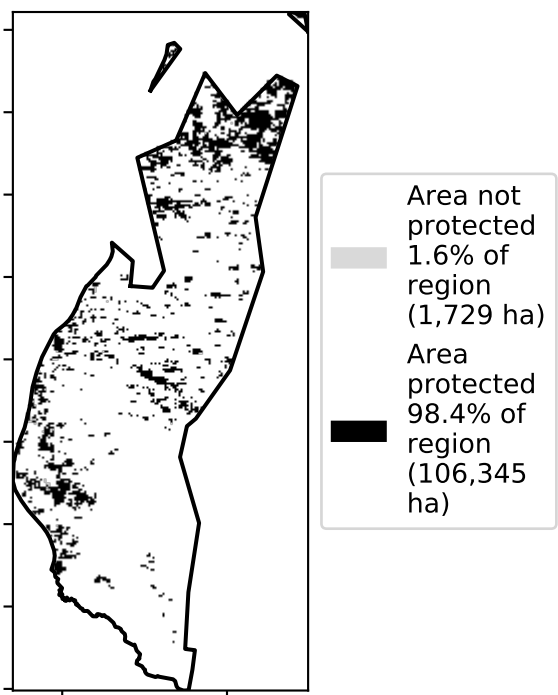 Area not
protected
1.6% of
region
(1,729 ha)
Area
protected
98.4% of
region
(106,345
ha)